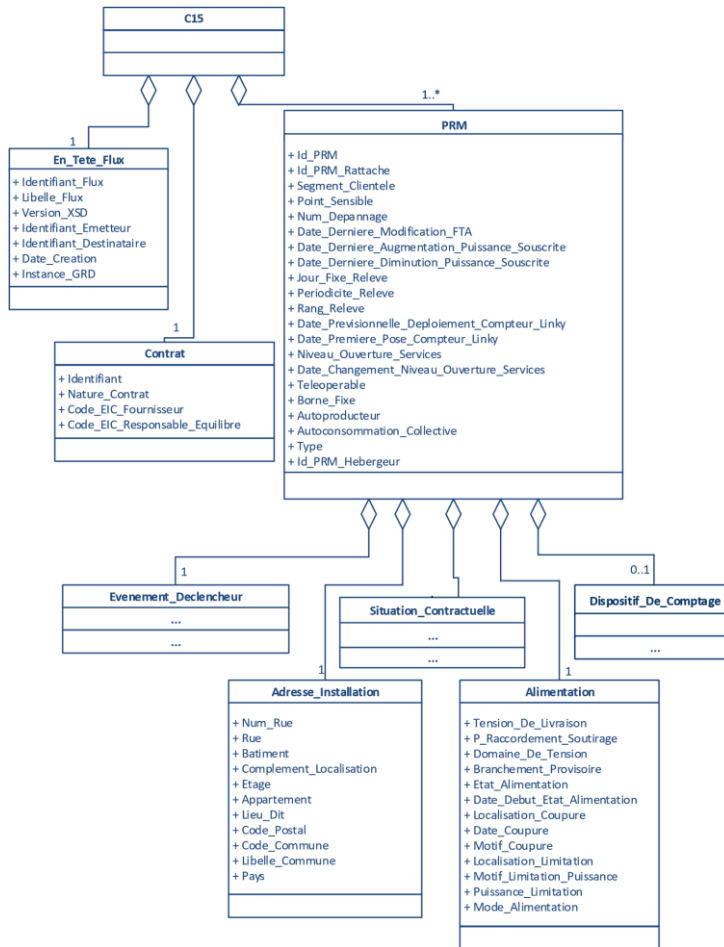 C15
1
En_Tete_Flux
+ Identifiant_Flux
+ Libelle_Flux
+ Version_XSD
+ Identifiant_Emetteur
+ Identifiant_Destinataire
+ Date_Creation
+ Instance_GRD
1
Contrat
+ Identifiant
+ Nature_Contrat
+ Code_EIC_Fournisseur
+ Code_EIC_Responsable_Equilibre
1..*
PRM
+ Id_PRM
+ Id_PRM_Rattache
+ Segment_Clientele
+ Point_Sensible
+ Num_Depannage
+ Date_Derniere_Modification_FTA
+ Date_Derniere_Augmentation_Puissance_Souscrite
+ Date_Derniere_Diminution_Puissance_Souscrite
+ Jour_Fixe_Releve
+ Periodicite_Releve
+ Rang_Releve
+ Date_Previsionnelle_Deploiement_Compteur_Linky
+ Date_Premiere_Pose_Compteur_Linky
+ Niveau_Ouverture_Services
+ Date_Changement_Niveau_Ouverture_Services
+ Teleoperable
+ Borne_Fixe
+ Autoproducteur
+ Autoconsommation_Collective
+ Type
+ Id_PRM_Hebergeur
1
Evenement_Declencheur
...
...
Situation_Contractuelle
...
...
0..1
Dispositif_De_Comptage
...
1
Adresse_Installation
+ Num_Rue
+ Rue
+ Batiment
+ Complement_Localisation
+ Etage
+ Appartement
+ Lieu_Dit
+ Code_Postal
+ Code_Commune
+ Libelle_Commune
+ Pays
1
Alimentation
+ Tension_De_Livraison
+ P_Raccordement_Soutirage
+ Domaine_De_Tension
+ Branchement_Provisoire
+ Etat_Alimentation
+ Date_Debut_Etat_Alimentation
+ Localisation_Coupure
+ Date_Coupure
+ Motif_Coupure
+ Localisation_Limitation
+ Motif_Limitation_Puissance
+ Puissance_Limitation
+ Mode_Alimentation